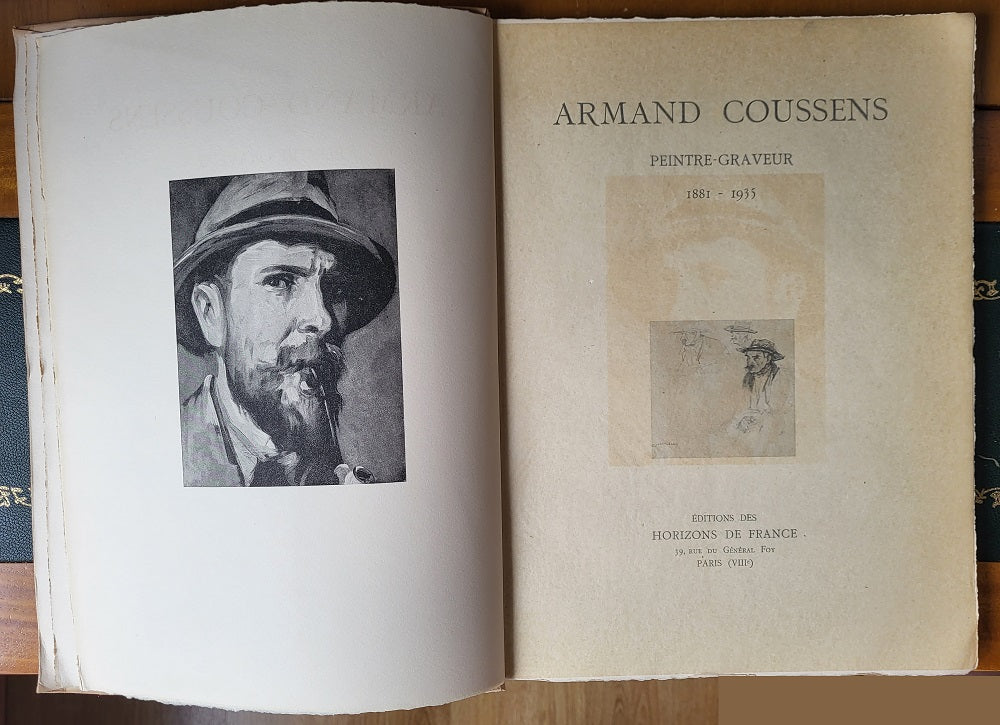 ARMAND COUSSENS
PEINTRE-GRAVEUR
1881 - 1935
ÉDITIONS DES
HORIZONS DE FRANCE
39, RUE DU GÉNÉRAL FOY
PARIS (VIIIe)